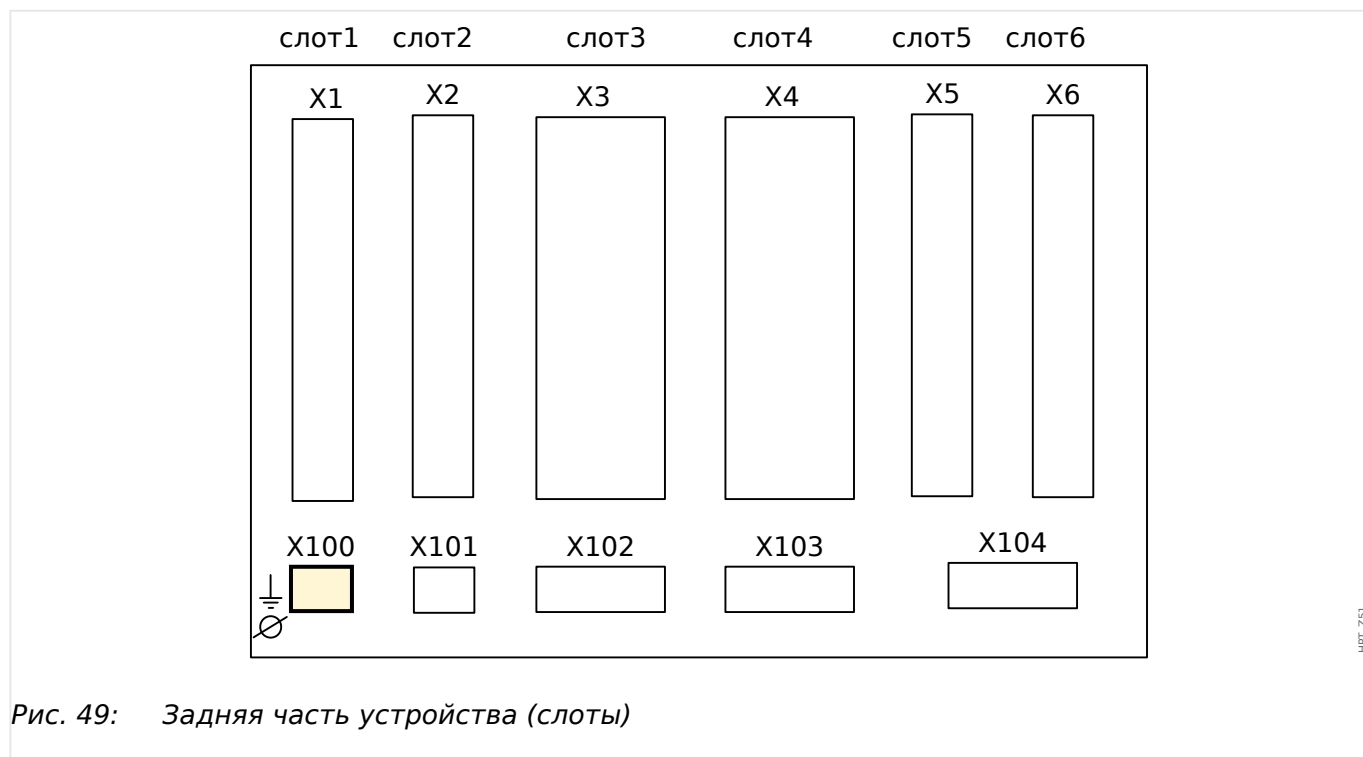 слот1 слот2 слот3 слот4 слот5 слот6
X1 X2 X3 X4 X5 X6
X100 X101 X102 X103 X104
Рис. 49: Задняя часть устройства (слоты)